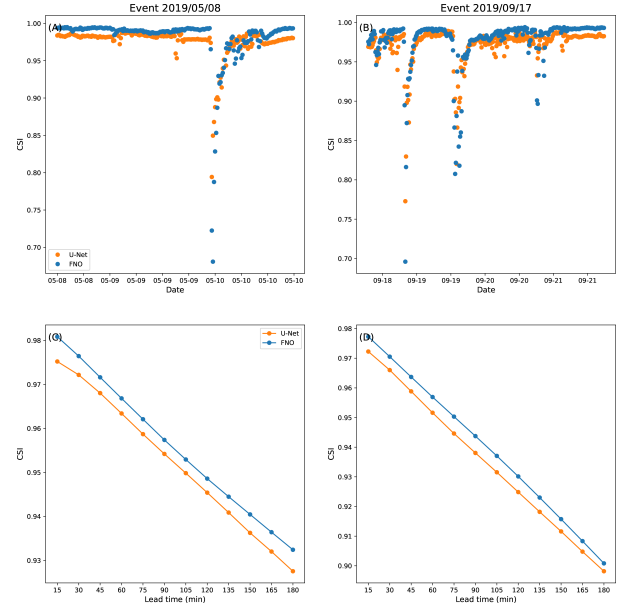 Event 2019/05/08
Event 2019/09/17
(A)
(B)
1.00
0.95
0.90
0.85
0.80
0.75
0.70
CSI
U-Net
FNO
05-08 05-08 05-09 05-09 05-09 05-09 05-10 05-10 05-10 05-10
Date
1.00
0.95
0.90
0.85
0.80
0.75
0.70
CSI
09-18 09-19 09-19 09-20 09-20 09-21 09-21
Date
(C)
(D)
0.98
0.97
0.96
0.95
0.94
0.93
CSI
U-Net
FNO
15 30 45 60 75 90 105 120 135 150 165 180
Lead time (min)
0.98
0.97
0.96
0.95
0.94
0.93
0.92
0.91
0.90
CSI
15 30 45 60 75 90 105 120 135 150 165 180
Lead time (min)